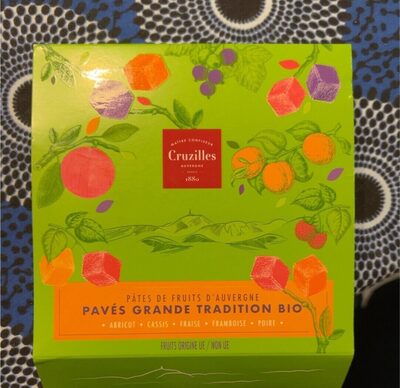 MAÎTRE CONFISEUR
Cruzilles
AUVERGNE
DEPUIS
1880
PÂTES DE FRUITS D'AUVERGNE
PAVÉS GRANDE TRADITION BIO
• ABRICOT • CASSIS • FRAISE • FRAMBOISE • POIRE •
FRUITS ORIGINE UE / NON UE